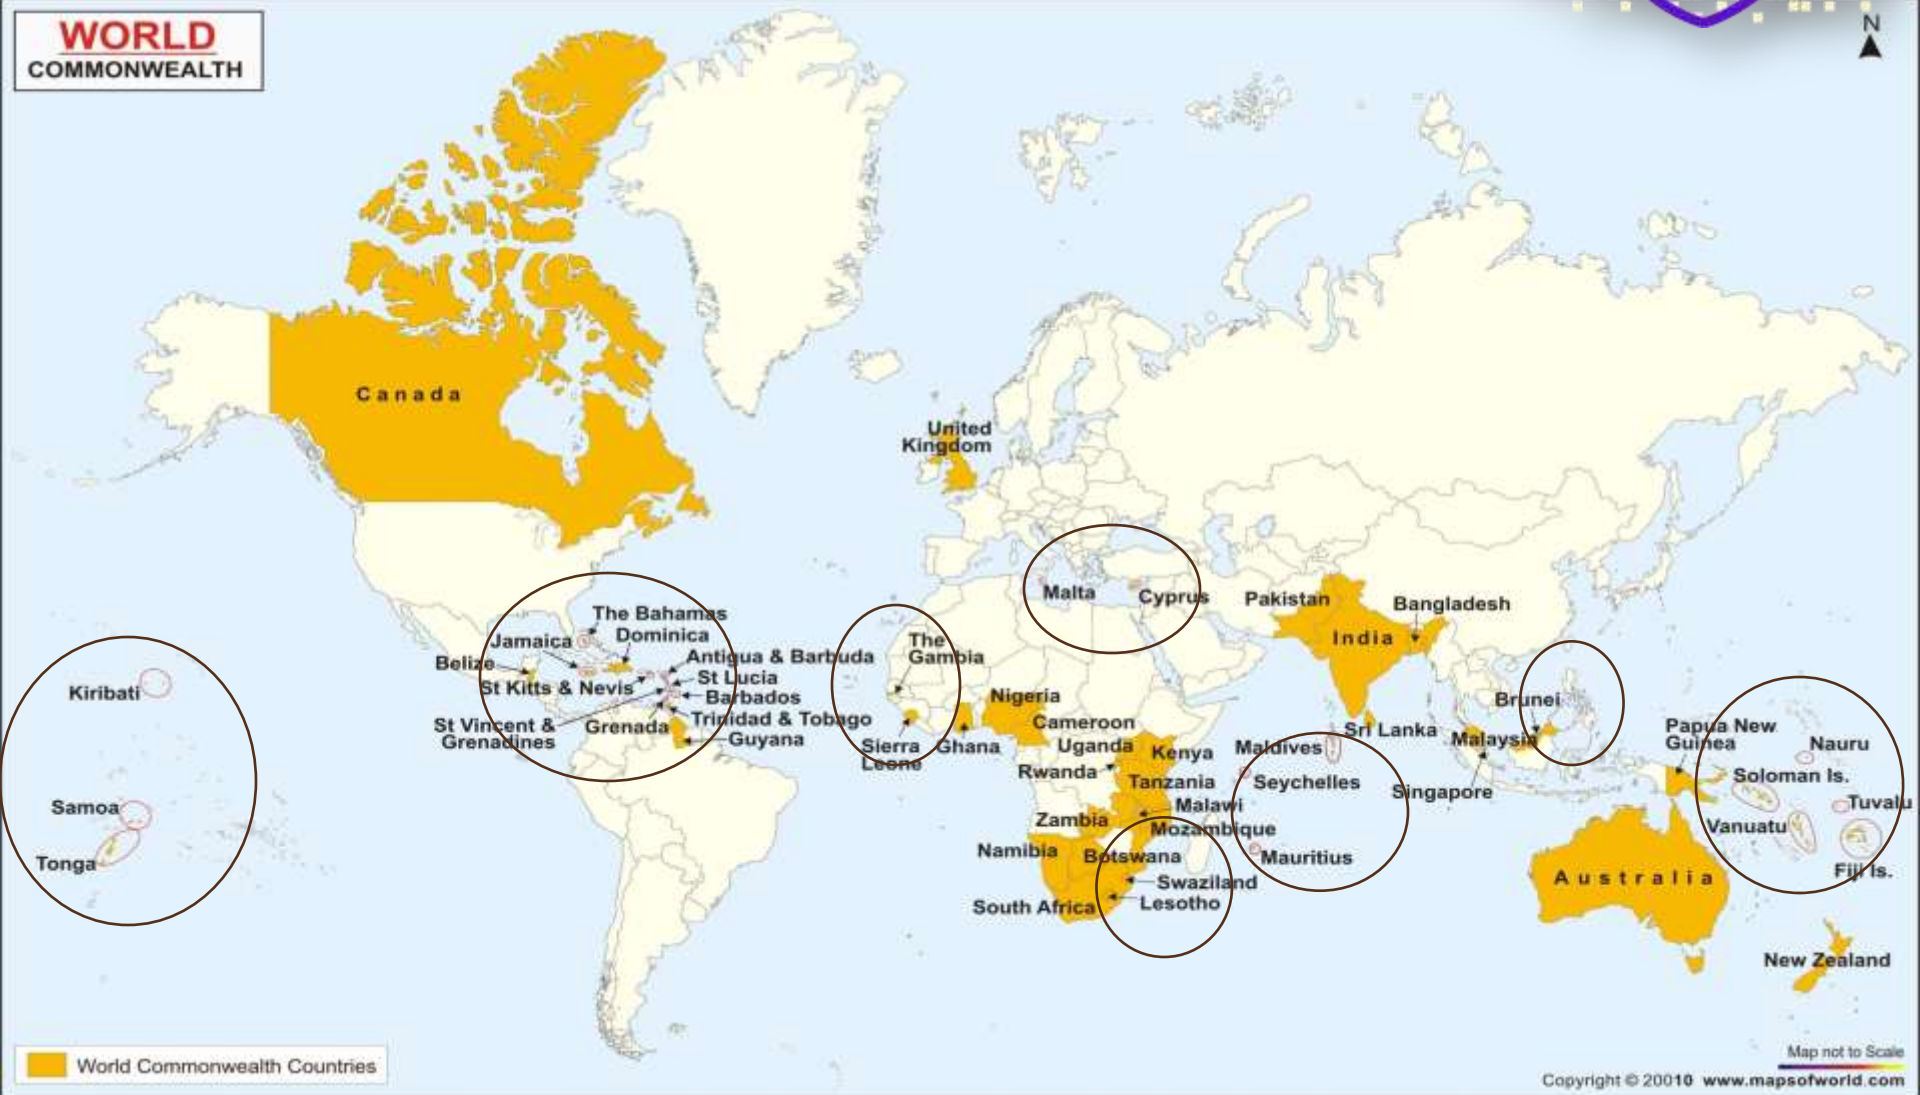 WORLD
COMMONWEALTH
N
Canada
United
Kingdom
Malta
Cyprus
Pakistan
Bangladesh
India
The Bahamas
Jamaica
Dominica
Belize
Antigua & Barbuda
St Kitts & Nevis
St Lucia
Barbados
St Vincent &
Grenadines
Grenada
Trinidad & Tobago
Guyana
The
Gambia
Sierra
Leone
Ghana
Nigeria
Cameroon
Uganda
Kenya
Rwanda
Tanzania
Malawi
Zambia
Mozambique
Namibia
Botswana
Swaziland
South Africa
Lesotho
Maldives
Seychelles
Mauritius
Sri Lanka
Brunei
Malaysia
Singapore
Papua New
Guinea
Nauru
Soloman Is.
Tuvalu
Vanuatu
Fiji Is.
Australia
New Zealand
Kiribati
Samoa
Tonga
World Commonwealth Countries
Map not to Scale
Copyright © 20010 www.mapsofworld.com